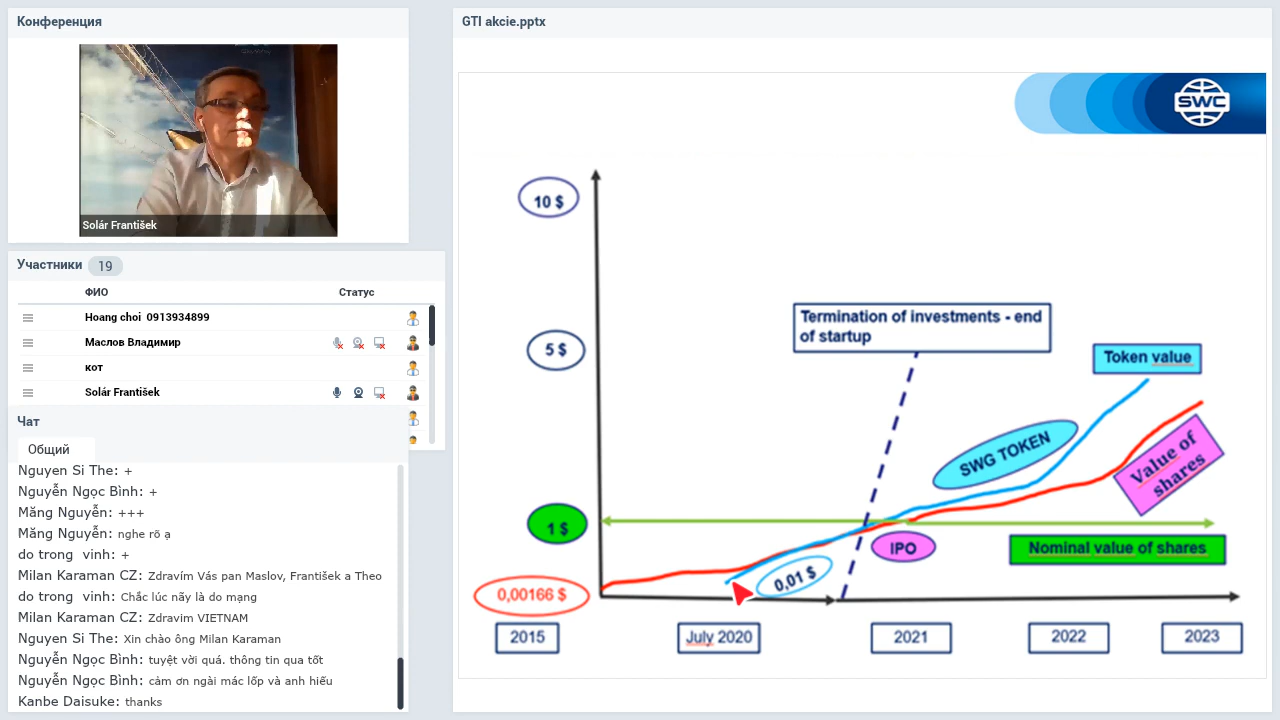 Конференция
Solár František
Участники 19
ФИО Статус
Hoang choi 0913934899
Маслов Владимир
кот
Solár František
Чат
Общий
Nguyen Si The: +
Nguyễn Ngọc Bình: +
Măng Nguyễn: +++
Măng Nguyễn: nghe rõ ạ
do trong vinh: +
Milan Karaman CZ: Zdravím Vás pan Maslov, František a Theo
do trong vinh: Chắc lúc nãy là do mạng
Milan Karaman CZ: Zdravím VIETNAM
Nguyen Si The: Xin chào ông Milan Karaman
Nguyễn Ngọc Bình: tuyệt vời quá. thông tin qua tốt
Nguyễn Ngọc Bình: cảm ơn ngài mác lốp và anh hiếu
Kanbe Daisuke: thanks
GTI akcie.pptx
SWC
10 $
Termination of investments - end
of startup
5 $
Token value
SWG TOKEN
Value of
shares
1 $
IPO
Nominal value of shares
0,01 $
0,00166 $
2015
July 2020
2021
2022
2023